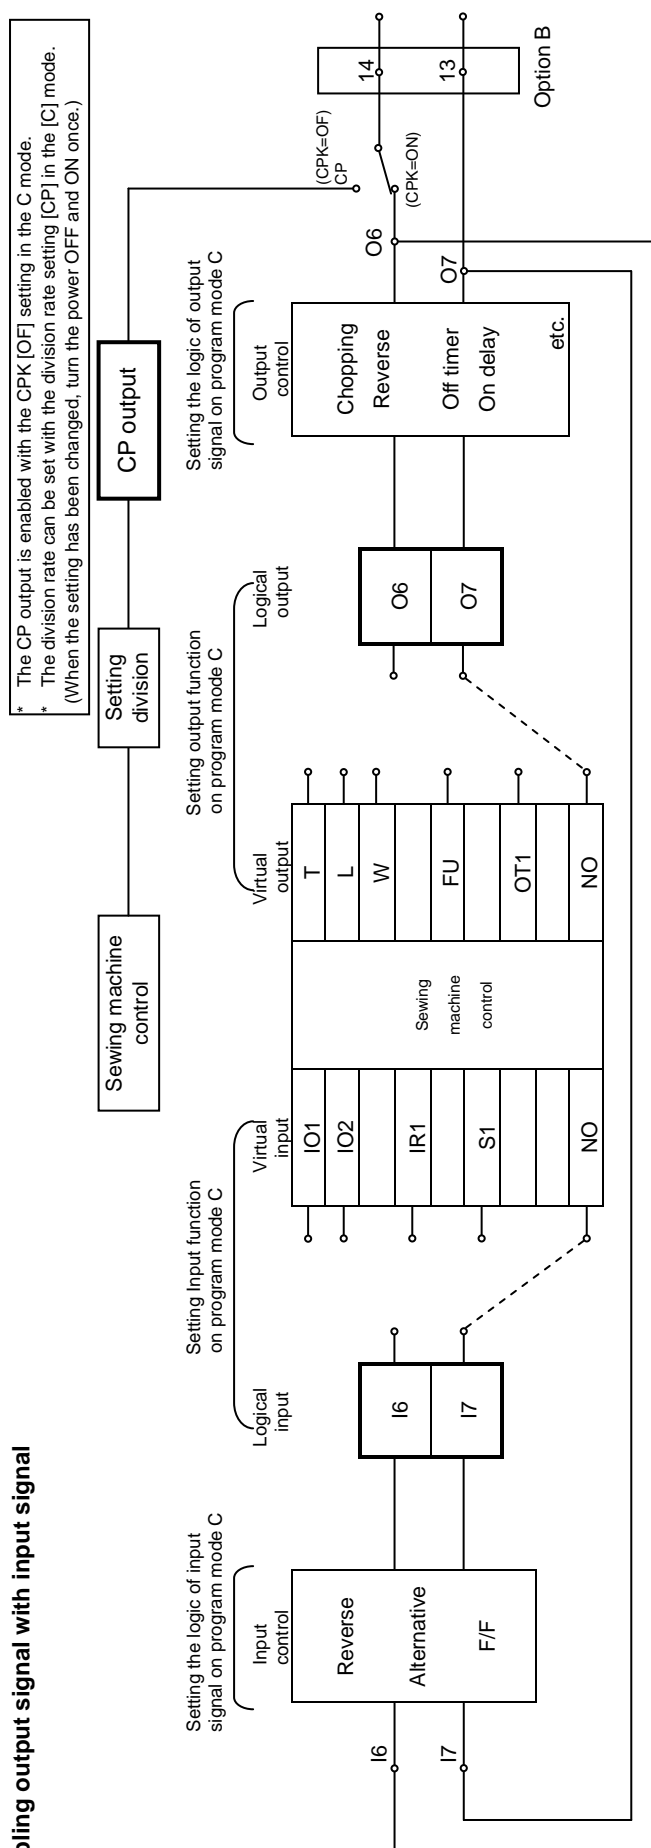 bling output signal with input signal
* The CP output is enabled with the CPK [OF] setting in the C mode.
* The division rate can be set with the division rate setting [CP] in the [C] mode.
(When the setting has been changed, turn the power OFF and ON once.)
Sewing machine
control
Setting
division
CP output
Setting the logic of input
signal on program mode C
Setting Input function
on program mode C
Setting output function
on program mode C
Setting the logic of output
signal on program mode C
Input
control
Logical
input
Virtual
input
Virtual
output
Logical
output
Output
control
I6
I7
Reverse
Alternative
F/F
I6
I7
IO1
IO2
IR1
S1
NO
Sewing
machine
control
T
L
W
FU
OT1
NO
O6
O7
Chopping
Reverse
Off timer
On delay
etc.
O6
O7
(CPK=OF)
CP
(CPK=ON)
14
13
Option B